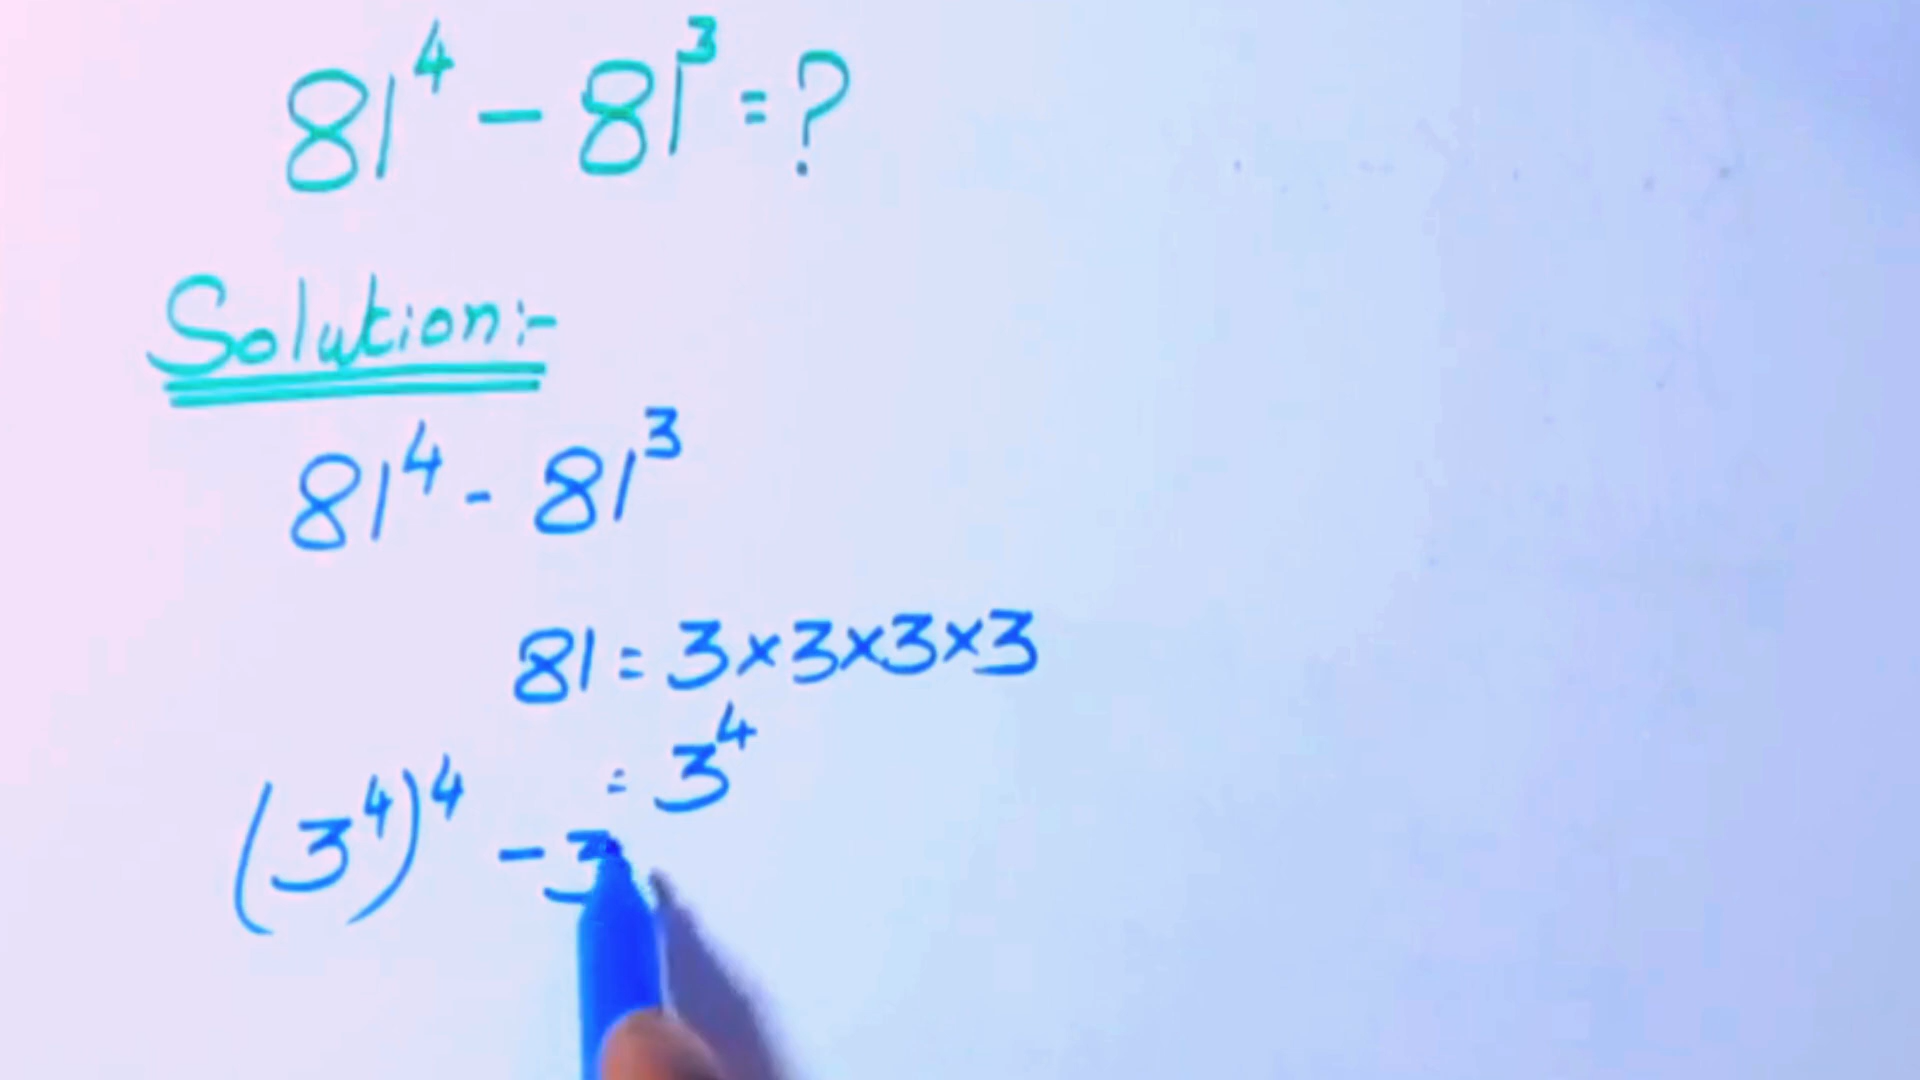 81⁴ - 81³ = ?
Solution:-
81⁴ - 81³
81 = 3×3×3×3
= 3⁴
(3⁴)⁴ - 3